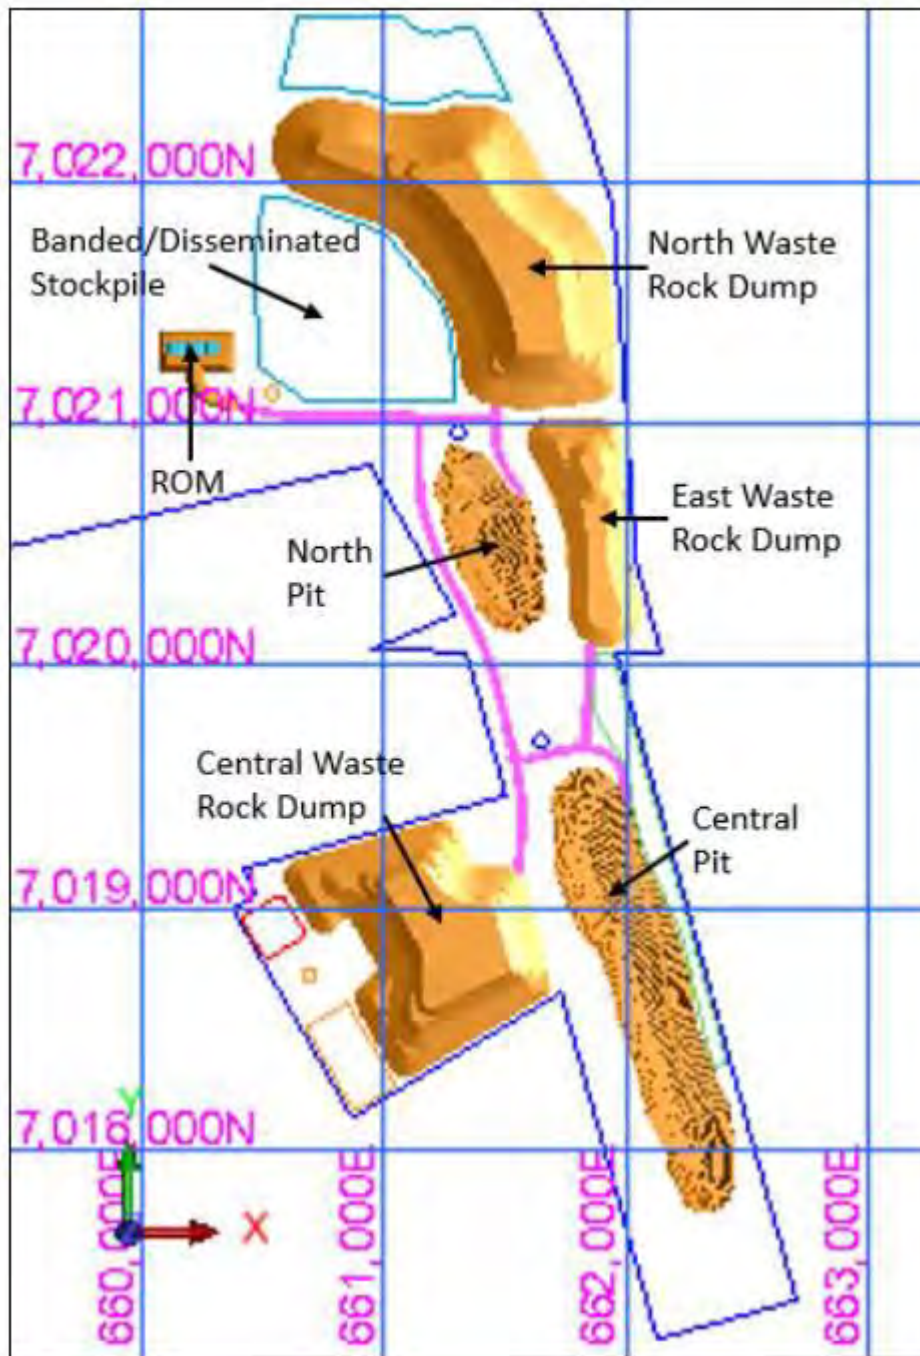 7,022,000N
Banded/Disseminated
Stockpile
North Waste
Rock Dump
7,021,000N
ROM
East Waste
Rock Dump
North
Pit
7,020,000N
Central Waste
Rock Dump
Central
Pit
7,019,000N
7,018,000N
Y
X
660,000E
661,000E
662,000E
663,000E